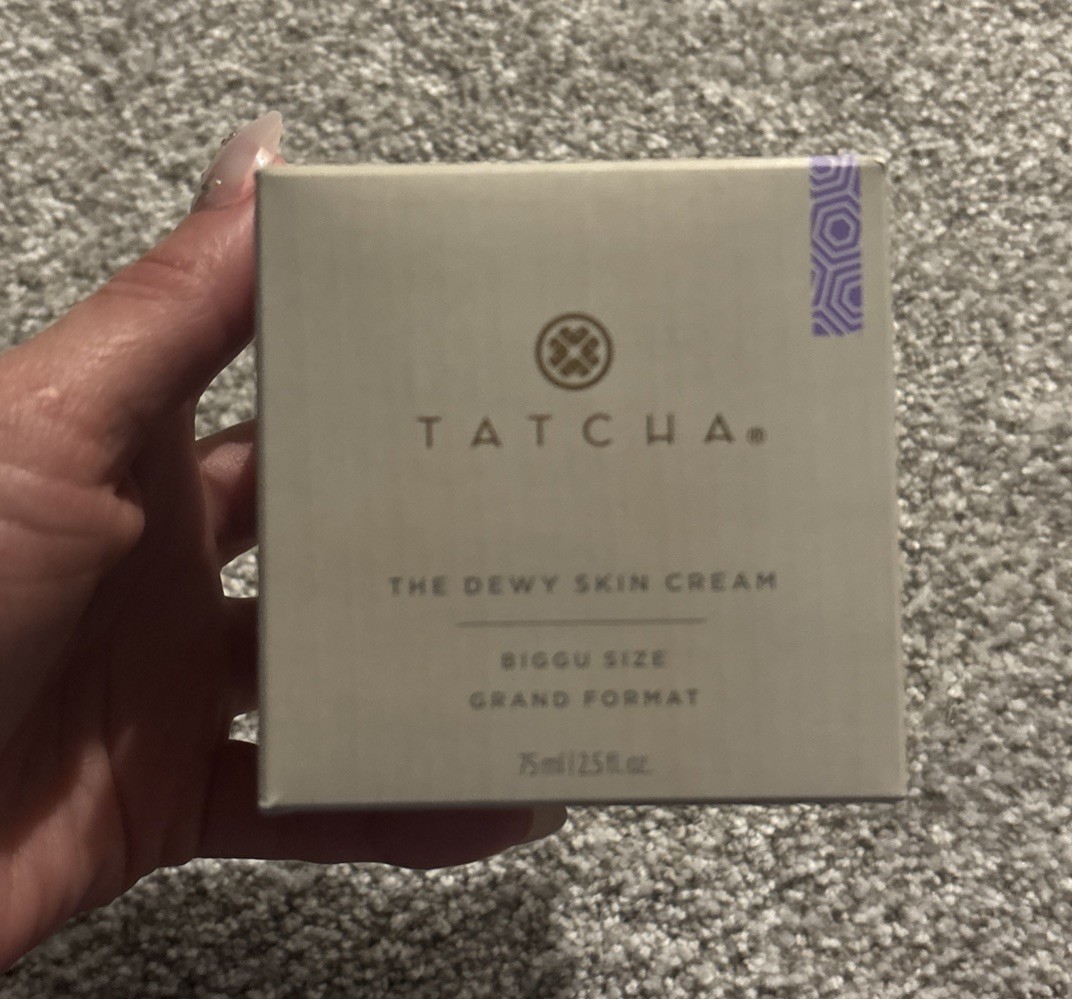 TATCHA®
THE DEWY SKIN CREAM
BIGGU SIZE
GRAND FORMAT
75 ml | 2.5 fl. oz.